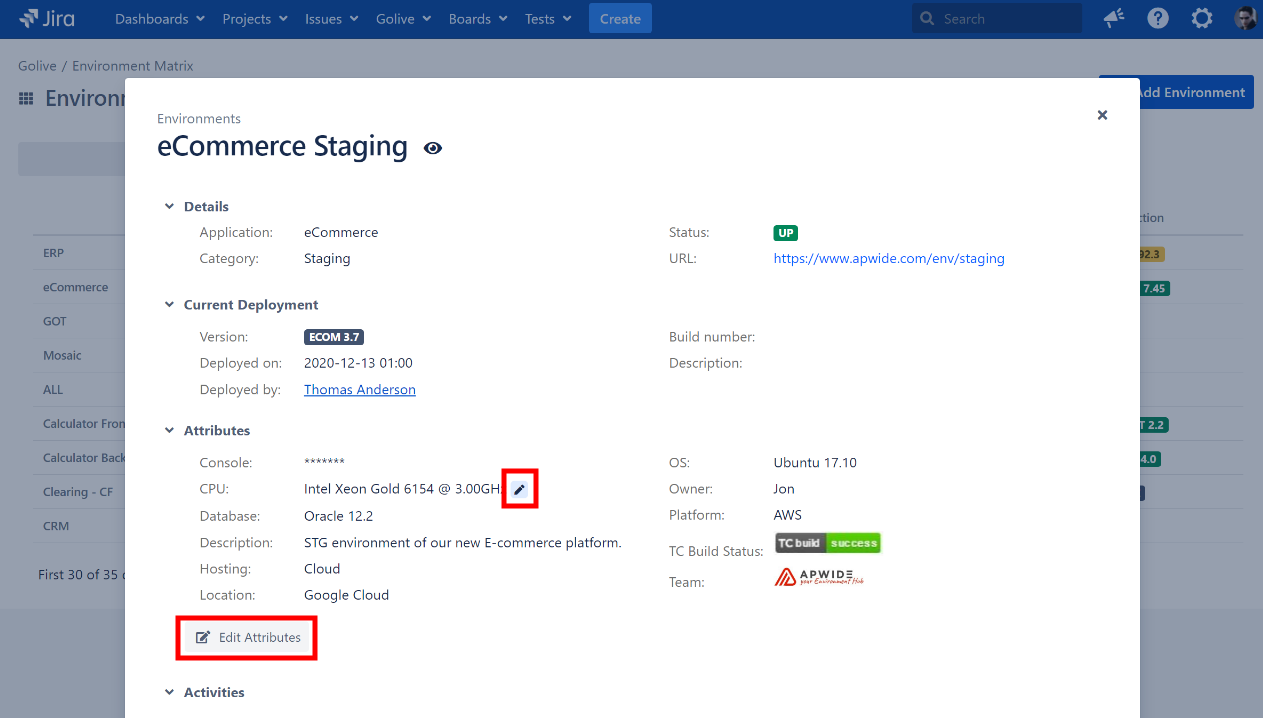 Jira Dashboards Projects Issues Golive Boards Tests Create Search
Golive / Environment Matrix
Add Environment
Environments
eCommerce Staging
Details
Application: eCommerce Status: UP
Category: Staging URL: https://www.apwide.com/env/staging
Current Deployment
Version: ECOM 3.7 Build number:
Deployed on: 2020-12-13 01:00 Description:
Deployed by: Thomas Anderson
Attributes
Console: ******* OS: Ubuntu 17.10
CPU: Intel Xeon Gold 6154 @ 3.00GH Owner: Jon
Database: Oracle 12.2 Platform: AWS
Description: STG environment of our new E-commerce platform. TC Build Status: TC build success
Hosting: Cloud Team: APWIDE your Environment Hub
Location: Google Cloud
Edit Attributes
Activities
ERP 92.3
eCommerce 7.45
GOT
Mosaic
ALL
Calculator Fron T 2.2
Calculator Back 4.0
Clearing - CF
CRM
First 30 of 35